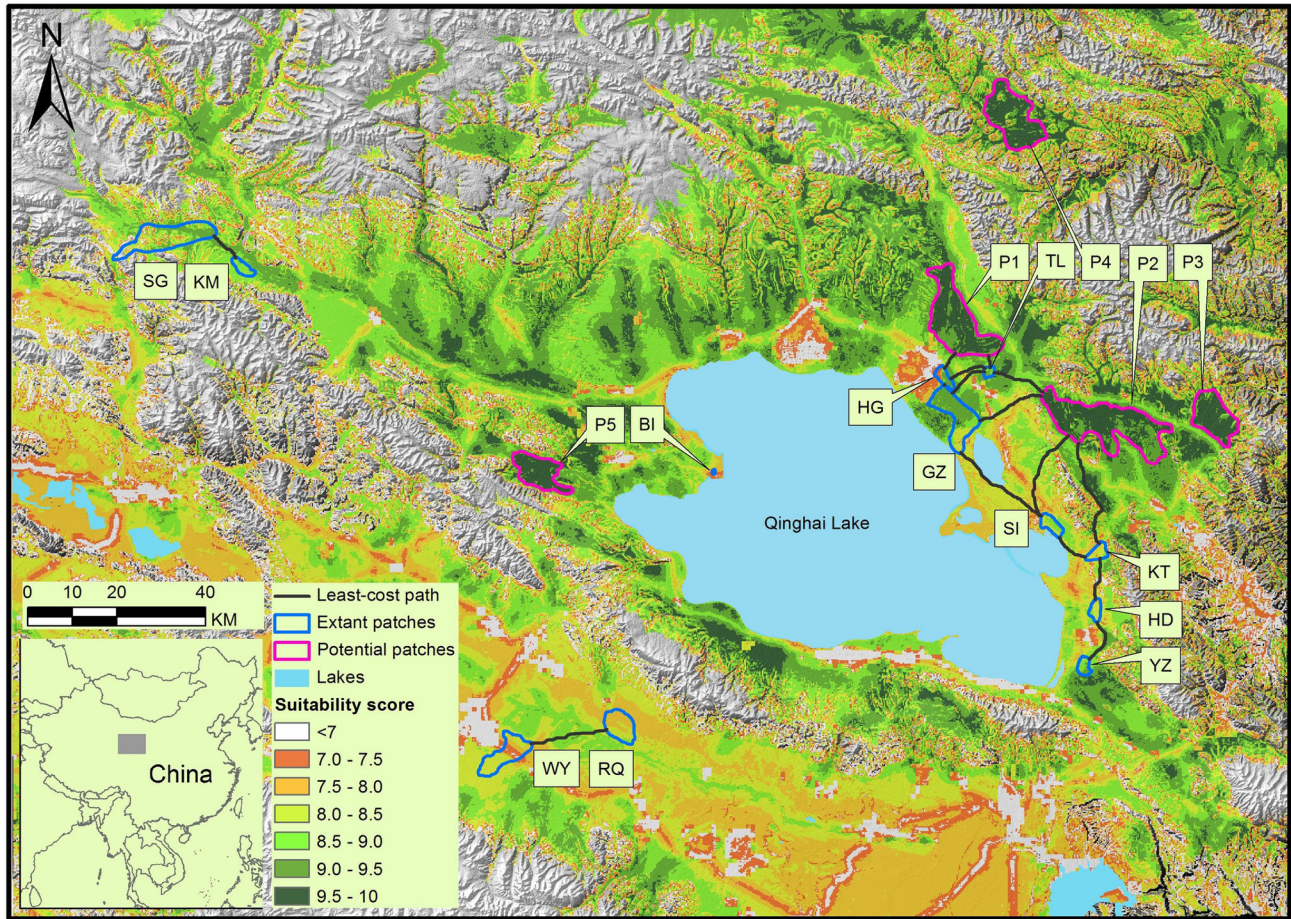 N
P1
TL
P4
P2
P3
SG
KM
HG
P5
BI
GZ
Qinghai Lake
SI
KT
HD
YZ
WY
RQ
0 10 20 40
KM
Least-cost path
Extant patches
Potential patches
Lakes
Suitability score
<7
7.0 - 7.5
7.5 - 8.0
8.0 - 8.5
8.5 - 9.0
9.0 - 9.5
9.5 - 10
China